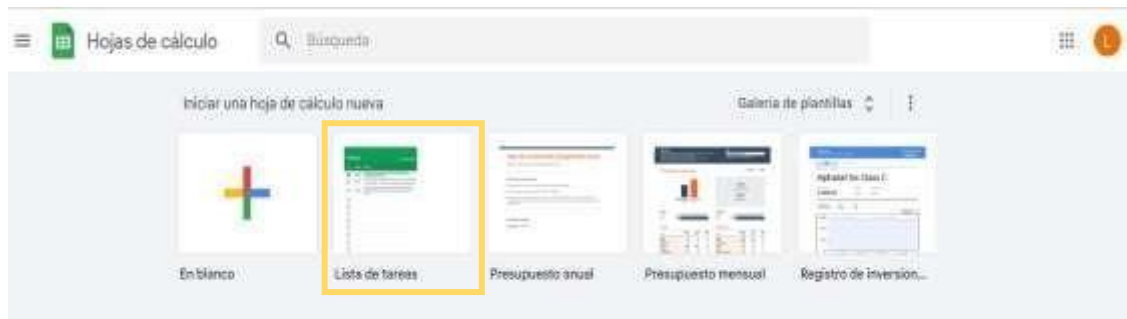 Hojas de cálculo
Búsqueda
L
Iniciar una hoja de cálculo nueva
Galería de plantillas
En blanco
Lista de tareas
Presupuesto anual
Presupuesto mensual
Registro de inversion...